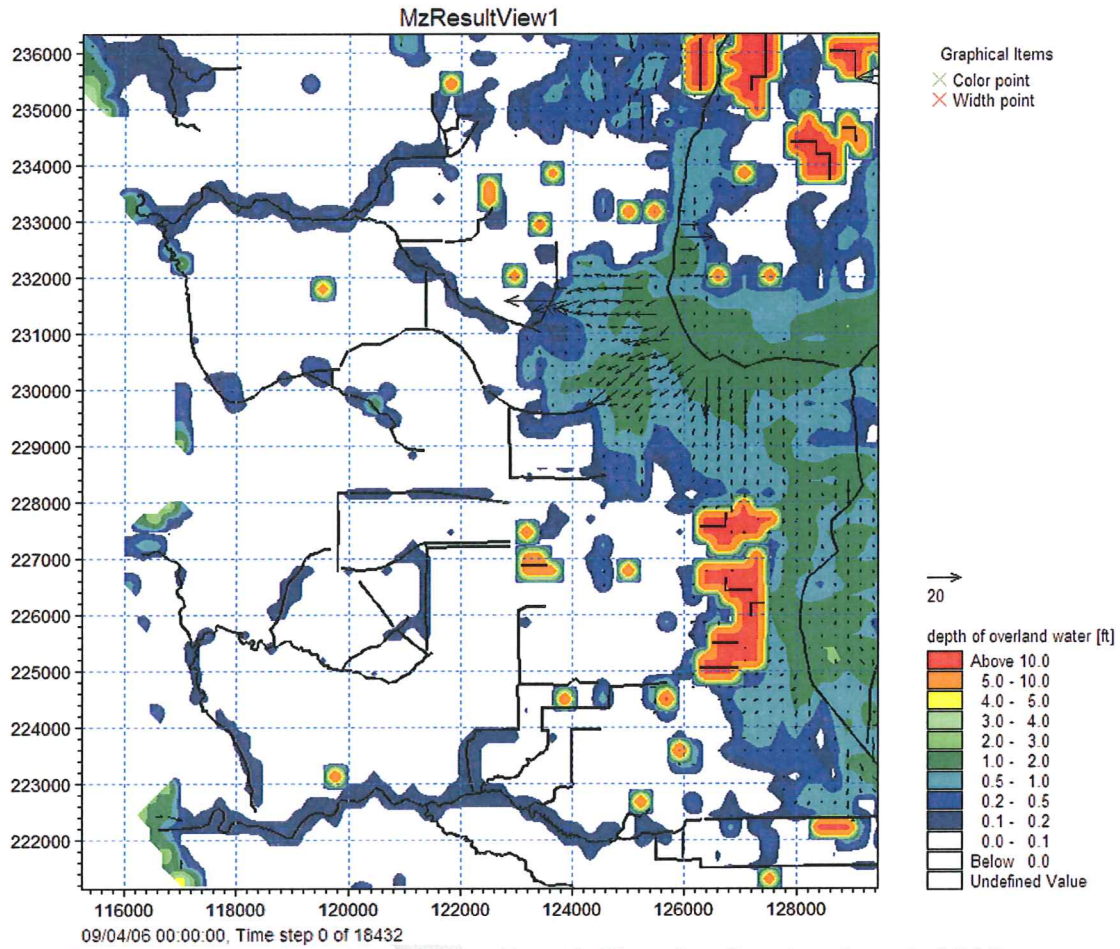 MzResultView1
Graphical Items
Color point
Width point
236000
235000
234000
233000
232000
231000
230000
229000
228000
227000
226000
225000
224000
223000
222000
116000 118000 120000 122000 124000 126000 128000
09/04/06 00:00:00, Time step 0 of 18432
20
depth of overland water [ft]
Above 10.0
5.0 - 10.0
4.0 - 5.0
3.0 - 4.0
2.0 - 3.0
1.0 - 2.0
0.5 - 1.0
0.2 - 0.5
0.1 - 0.2
0.0 - 0.1
Below 0.0
Undefined Value